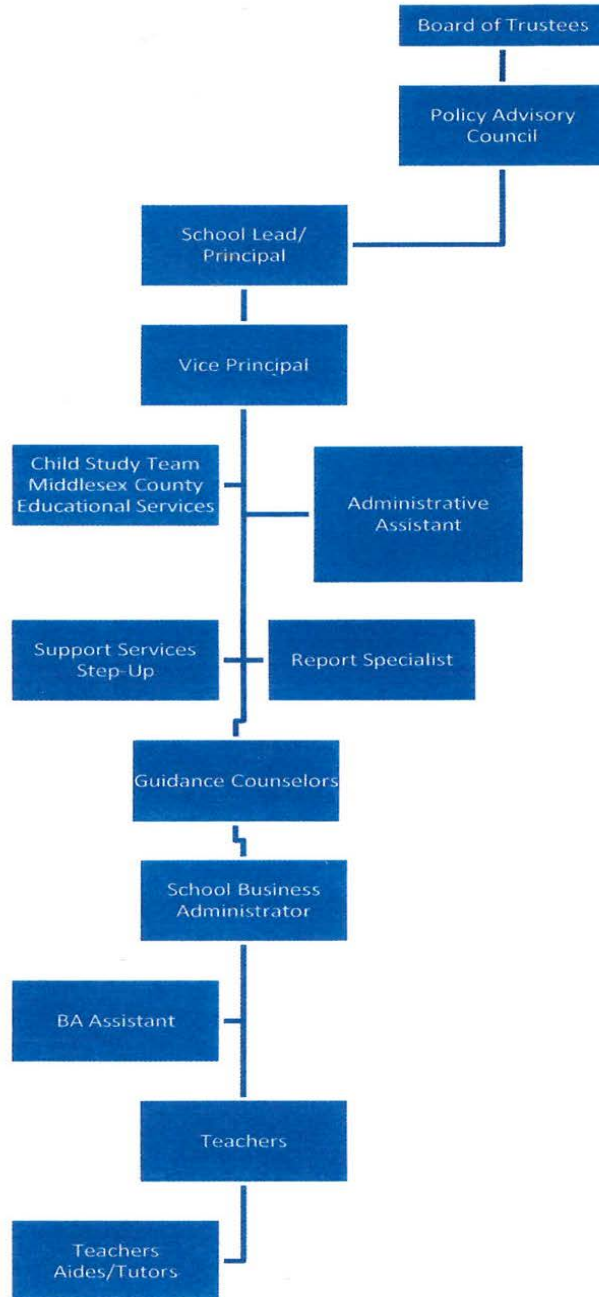 Board of Trustees
Policy Advisory
Council
School Lead/
Principal
Vice Principal
Child Study Team
Middlesex County
Educational Services
Administrative
Assistant
Support Services
Step-Up
Report Specialist
Guidance Counselors
School Business
Administrator
BA Assistant
Teachers
Teachers
Aides/Tutors